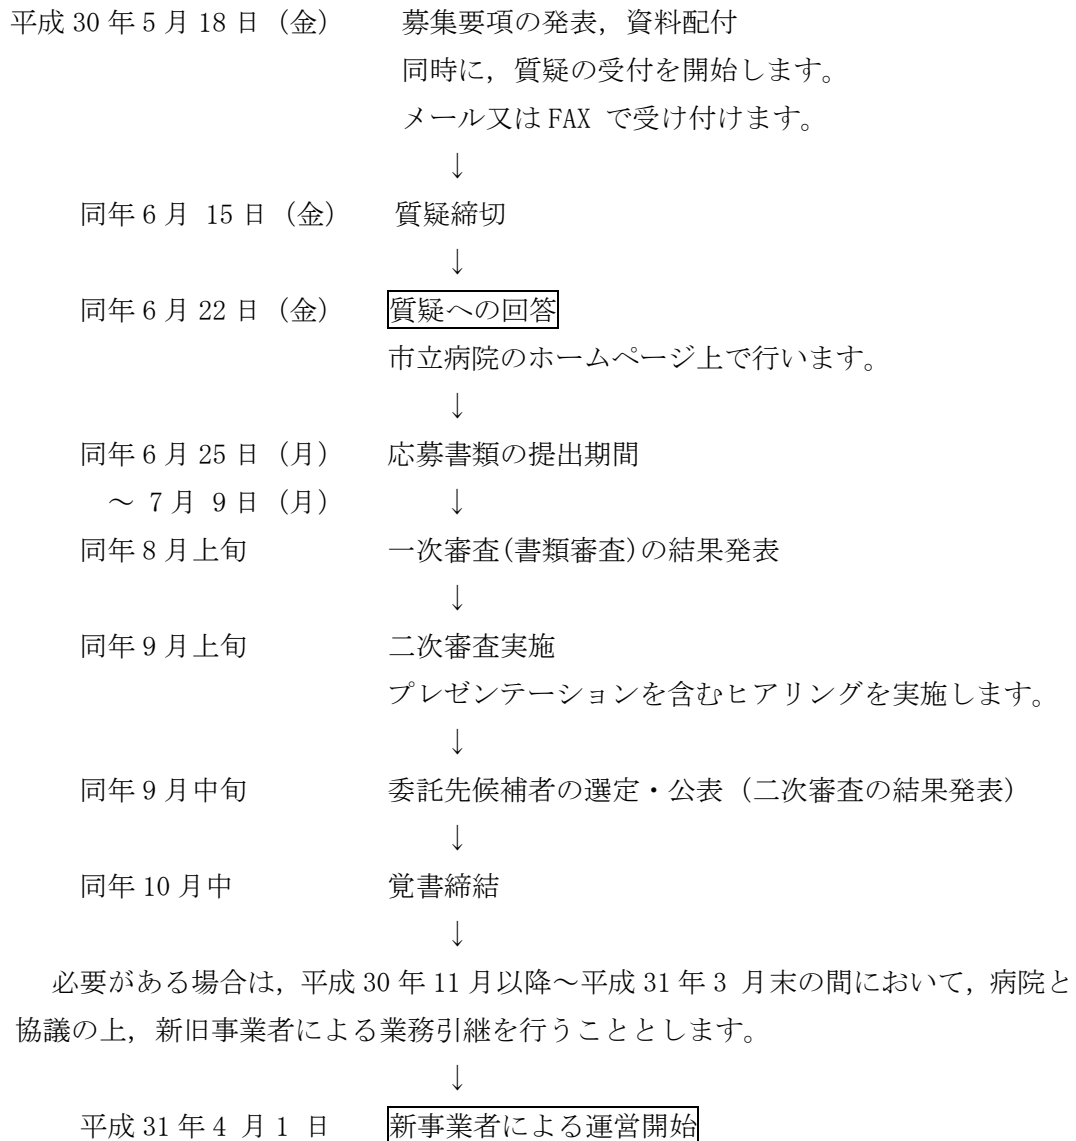 平成 30 年 5 月 18 日（金）　募集要項の発表，資料配付
同時に，質疑の受付を開始します。
メール又は FAX で受け付けます。
↓
同年 6 月 15 日（金）　質疑締切
↓
同年 6 月 22 日（金）　質疑への回答
市立病院のホームページ上で行います。
↓
同年 6 月 25 日（月）　応募書類の提出期間
～ 7 月 9 日（月）　↓
同年 8 月上旬　一次審査(書類審査)の結果発表
↓
同年 9 月上旬　二次審査実施
プレゼンテーションを含むヒアリングを実施します。
↓
同年 9 月中旬　委託先候補者の選定・公表（二次審査の結果発表）
↓
同年 10 月中　覚書締結
↓
必要がある場合は，平成 30 年 11 月以降～平成 31 年 3 月末の間において，病院と
協議の上，新旧事業者による業務引継を行うこととします。
↓
平成 31 年 4 月 1 日　新事業者による運営開始